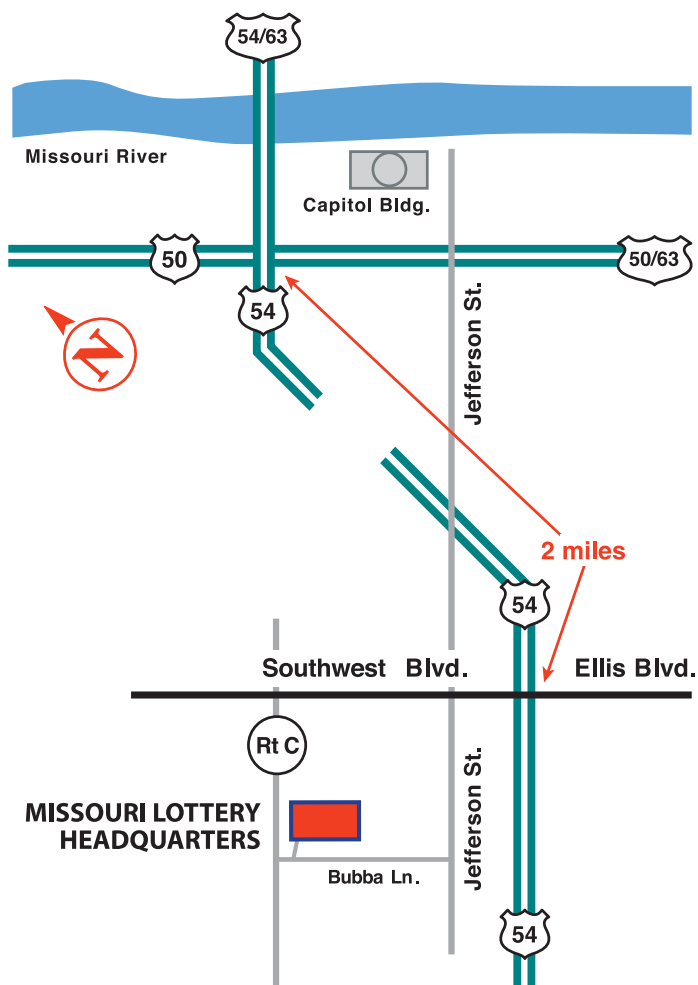 54/63
Missouri River
Capitol Bldg.
50
50/63
54
N
Jefferson St.
2 miles
54
Southwest Blvd.
Ellis Blvd.
Rt C
MISSOURI LOTTERY
HEADQUARTERS
Jefferson St.
Bubba Ln.
54